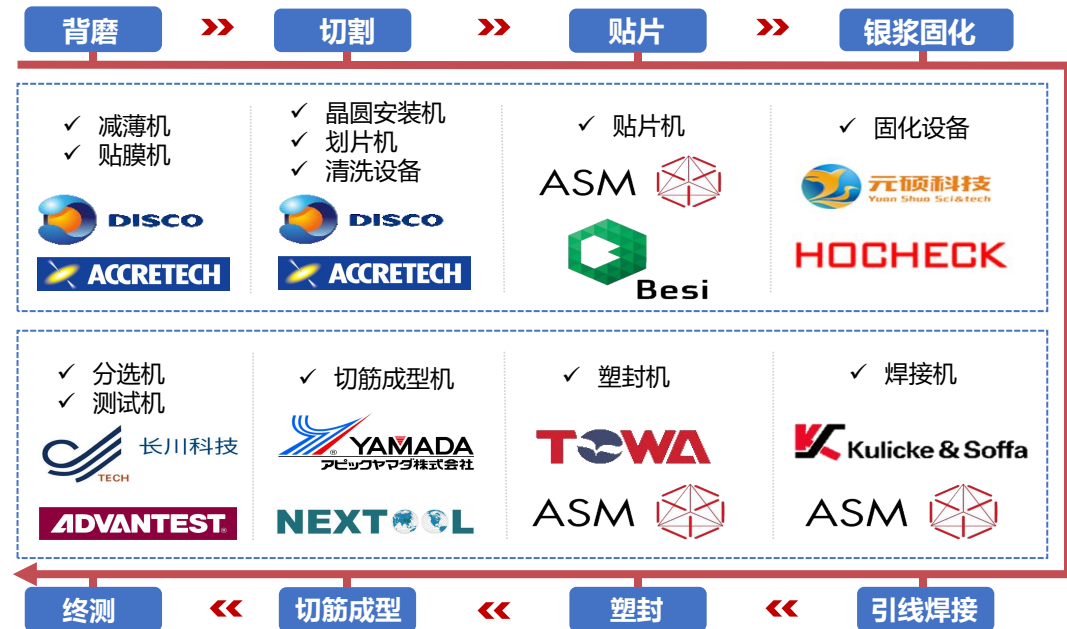 背磨
切割
贴片
银浆固化
减薄机
贴膜机
DISCO
ACCRETECH
晶圆安装机
划片机
清洗设备
DISCO
ACCRETECH
贴片机
ASM
Besi
固化设备
元硕科技
Yuan Shuo Sci&tech
HOCHECK
分选机
测试机
长川科技
TECH
ADVANTEST
切筋成型机
YAMADA
アピックヤマダ株式会社
NEXTOOL
塑封机
TOWA
ASM
焊接机
Kulicke & Soffa
ASM
终测
切筋成型
塑封
引线焊接